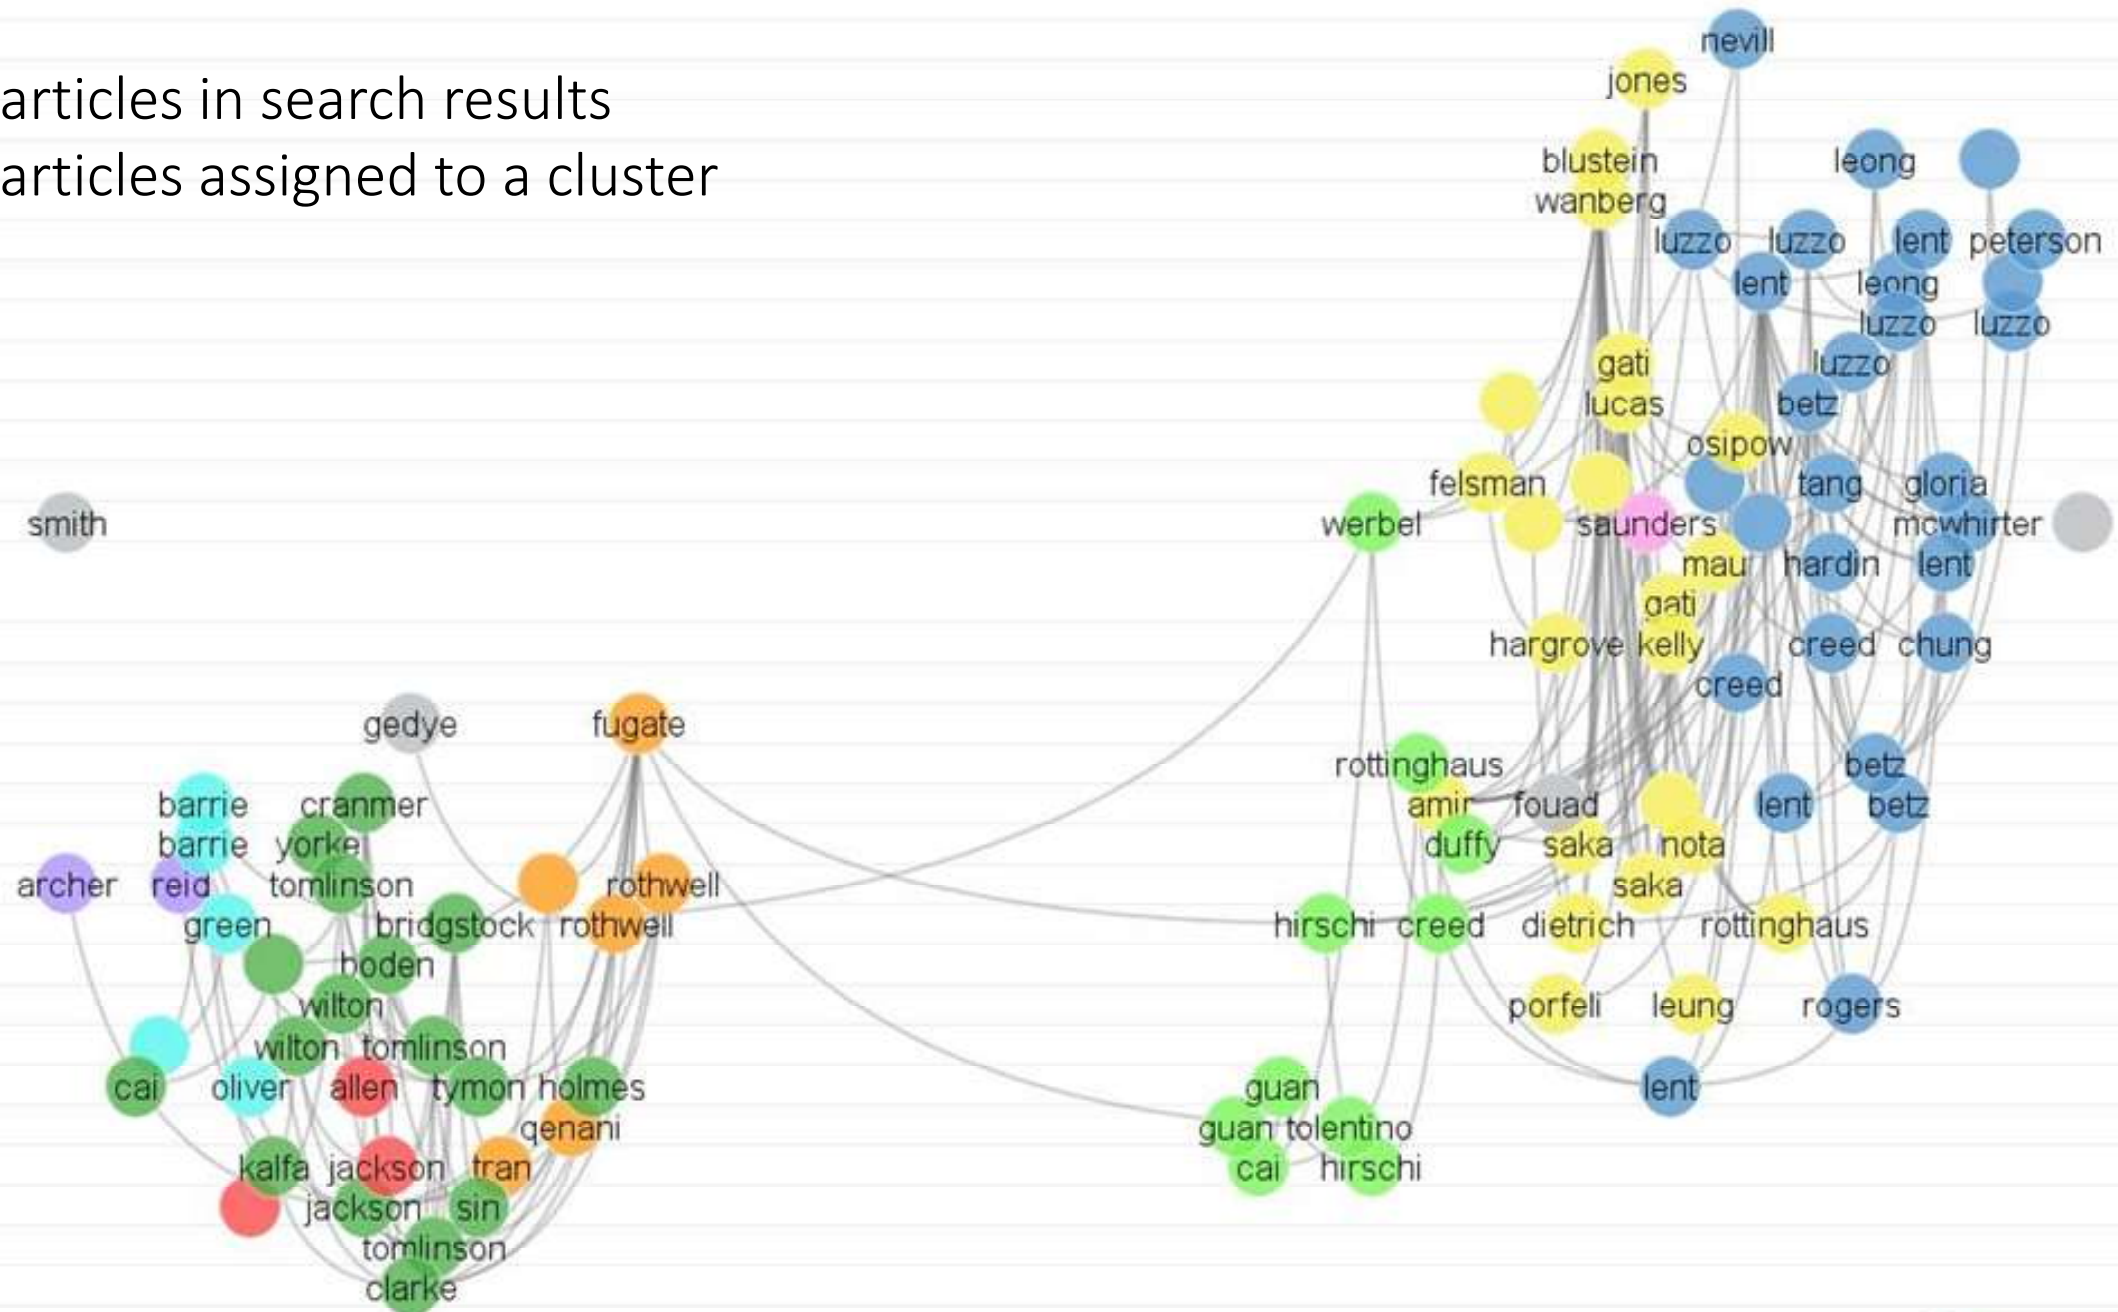 nevill
jones
articles in search results
blustein
leong
articles assigned to a cluster
wanberg
luzzo
luzzo
lent
peterson
lent
leong
luzzo
luzzo
gati
luzzo
lucas
betz
osipow
felsman
tang
gloria
smith
werbel
saunders
mcwhirter
mau
hardin
lent
gati
hargrove
kelly
creed
chung
creed
gedye
fugate
rottinghaus
betz
barrie
cranmer
amir
fouad
lent
betz
barrie
yorke
duffy
saka
nota
archer
reid
tomlinson
rothwell
saka
green
bridgstock
rothwell
hirschi
creed
dietrich
rottinghaus
boden
wilton
porfeli
leung
rogers
wilton
tomlinson
cai
oliver
allen
tymon
holmes
guan
lent
qenani
guan
tolentino
kalfa
jackson
tran
cai
hirschi
jackson
sin
tomlinson
clarke